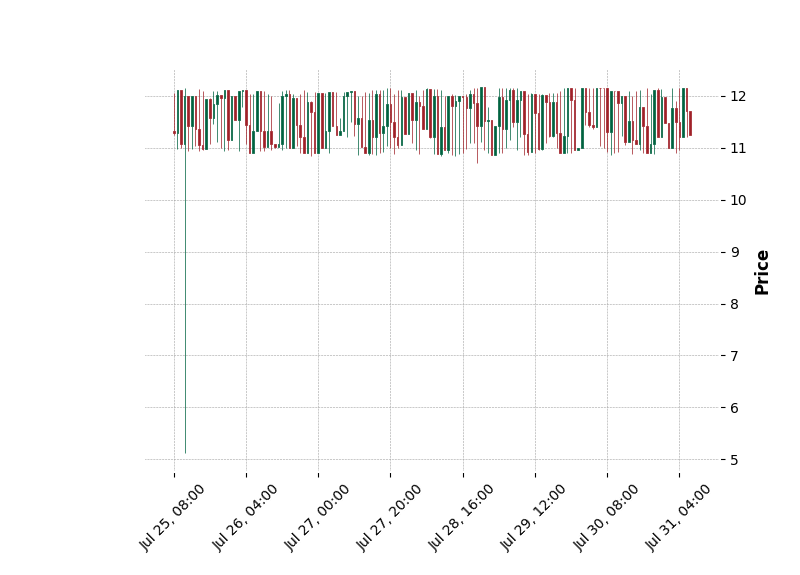 12
11
10
9
8
7
6
5
Price
Jul 25, 08:00
Jul 26, 04:00
Jul 27, 00:00
Jul 27, 20:00
Jul 28, 16:00
Jul 29, 12:00
Jul 30, 08:00
Jul 31, 04:00